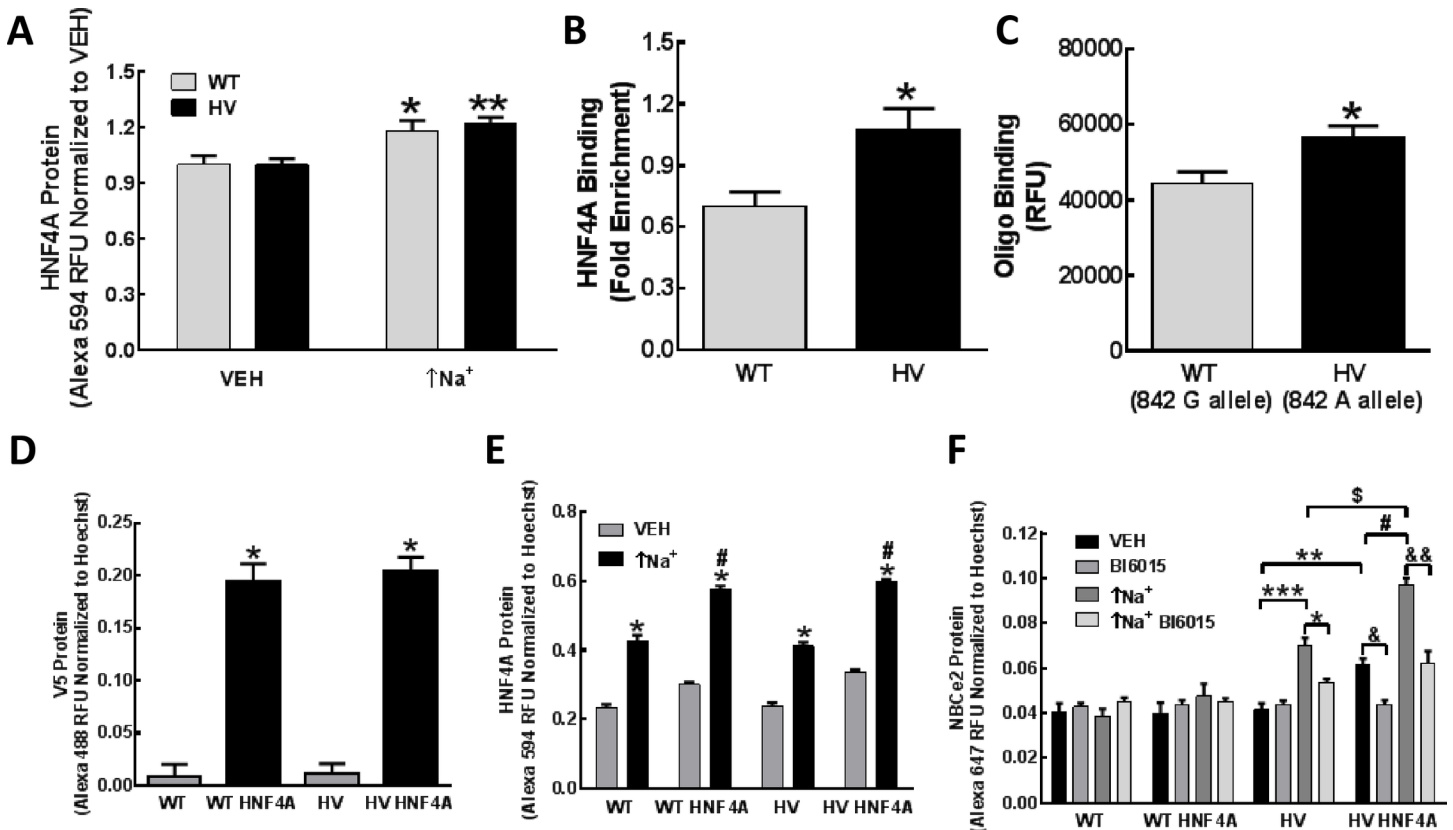 A
HNF4A Protein
(Alexa 594 RFU Normalized to VEH)
1.5
1.2
0.9
0.6
0.3
0.0
WT
HV
*
**
VEH
↑Na+
B
HNF4A Binding
(Fold Enrichment)
1.5
1.2
0.9
0.6
0.3
0.0
*
WT
HV
C
Oligo Binding
(RFU)
80000
60000
40000
20000
0
*
WT
(842 G allele)
HV
(842 A allele)
D
V5 Protein
(Alexa 488 RFU Normalized to Hoechst)
0.25
0.20
0.15
0.10
0.05
0.00
*
*
WT
WT HNF4A
HV
HV HNF4A
E
HNF4A Protein
(Alexa 594 RFU Normalized to Hoechst)
0.8
0.6
0.4
0.2
0.0
VEH
↑Na+
*
#
*
*
#
*
WT
WT HNF4A
HV
HV HNF4A
F
NBCe2 Protein
(Alexa 647 RFU Normalized to Hoechst)
0.12
0.10
0.08
0.06
0.04
0.02
0.00
VEH
BI6015
↑Na+
↑Na+ BI6015
$
#
**
&&
***
*
&
WT
WT HNF4A
HV
HV HNF4A